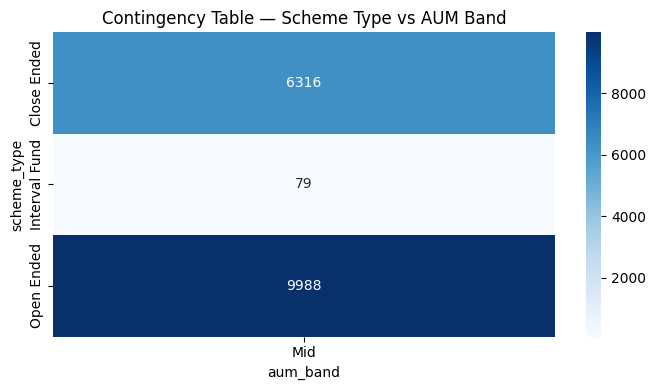 Contingency Table — Scheme Type vs AUM Band
scheme_type
Close Ended
6316
Interval Fund
79
Open Ended
9988
Mid
aum_band
8000
6000
4000
2000